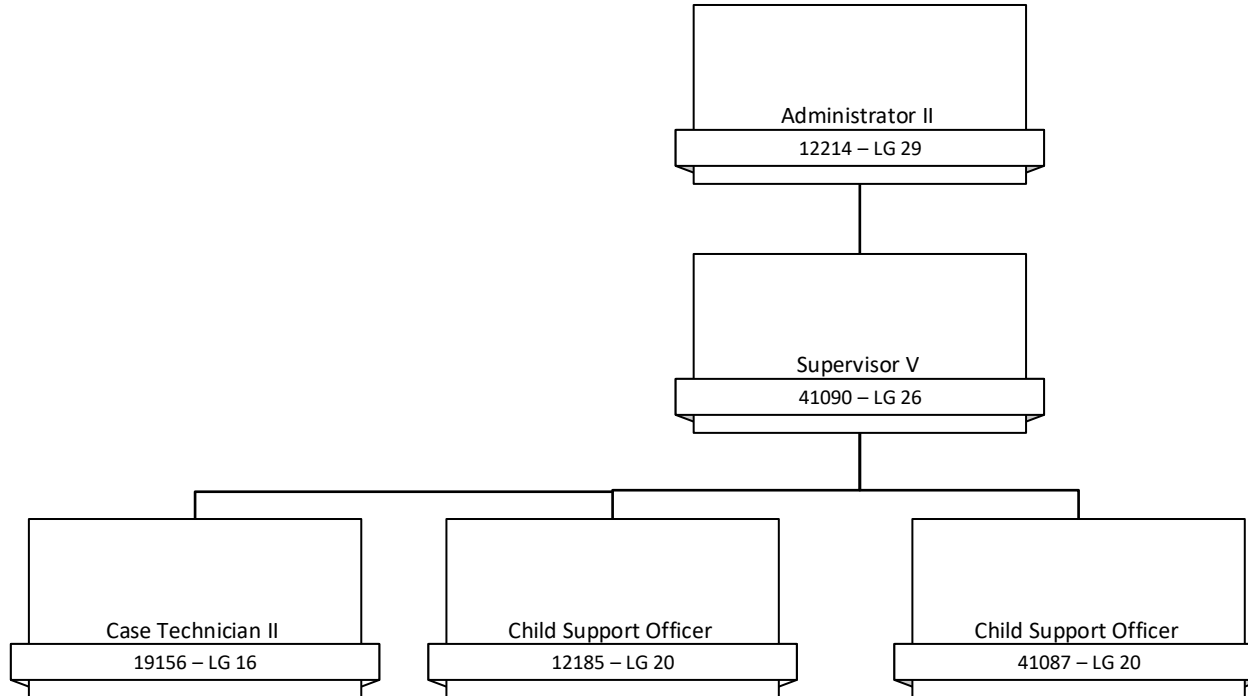 Administrator II
12214 – LG 29
Supervisor V
41090 – LG 26
Case Technician II
19156 – LG 16
Child Support Officer
12185 – LG 20
Child Support Officer
41087 – LG 20